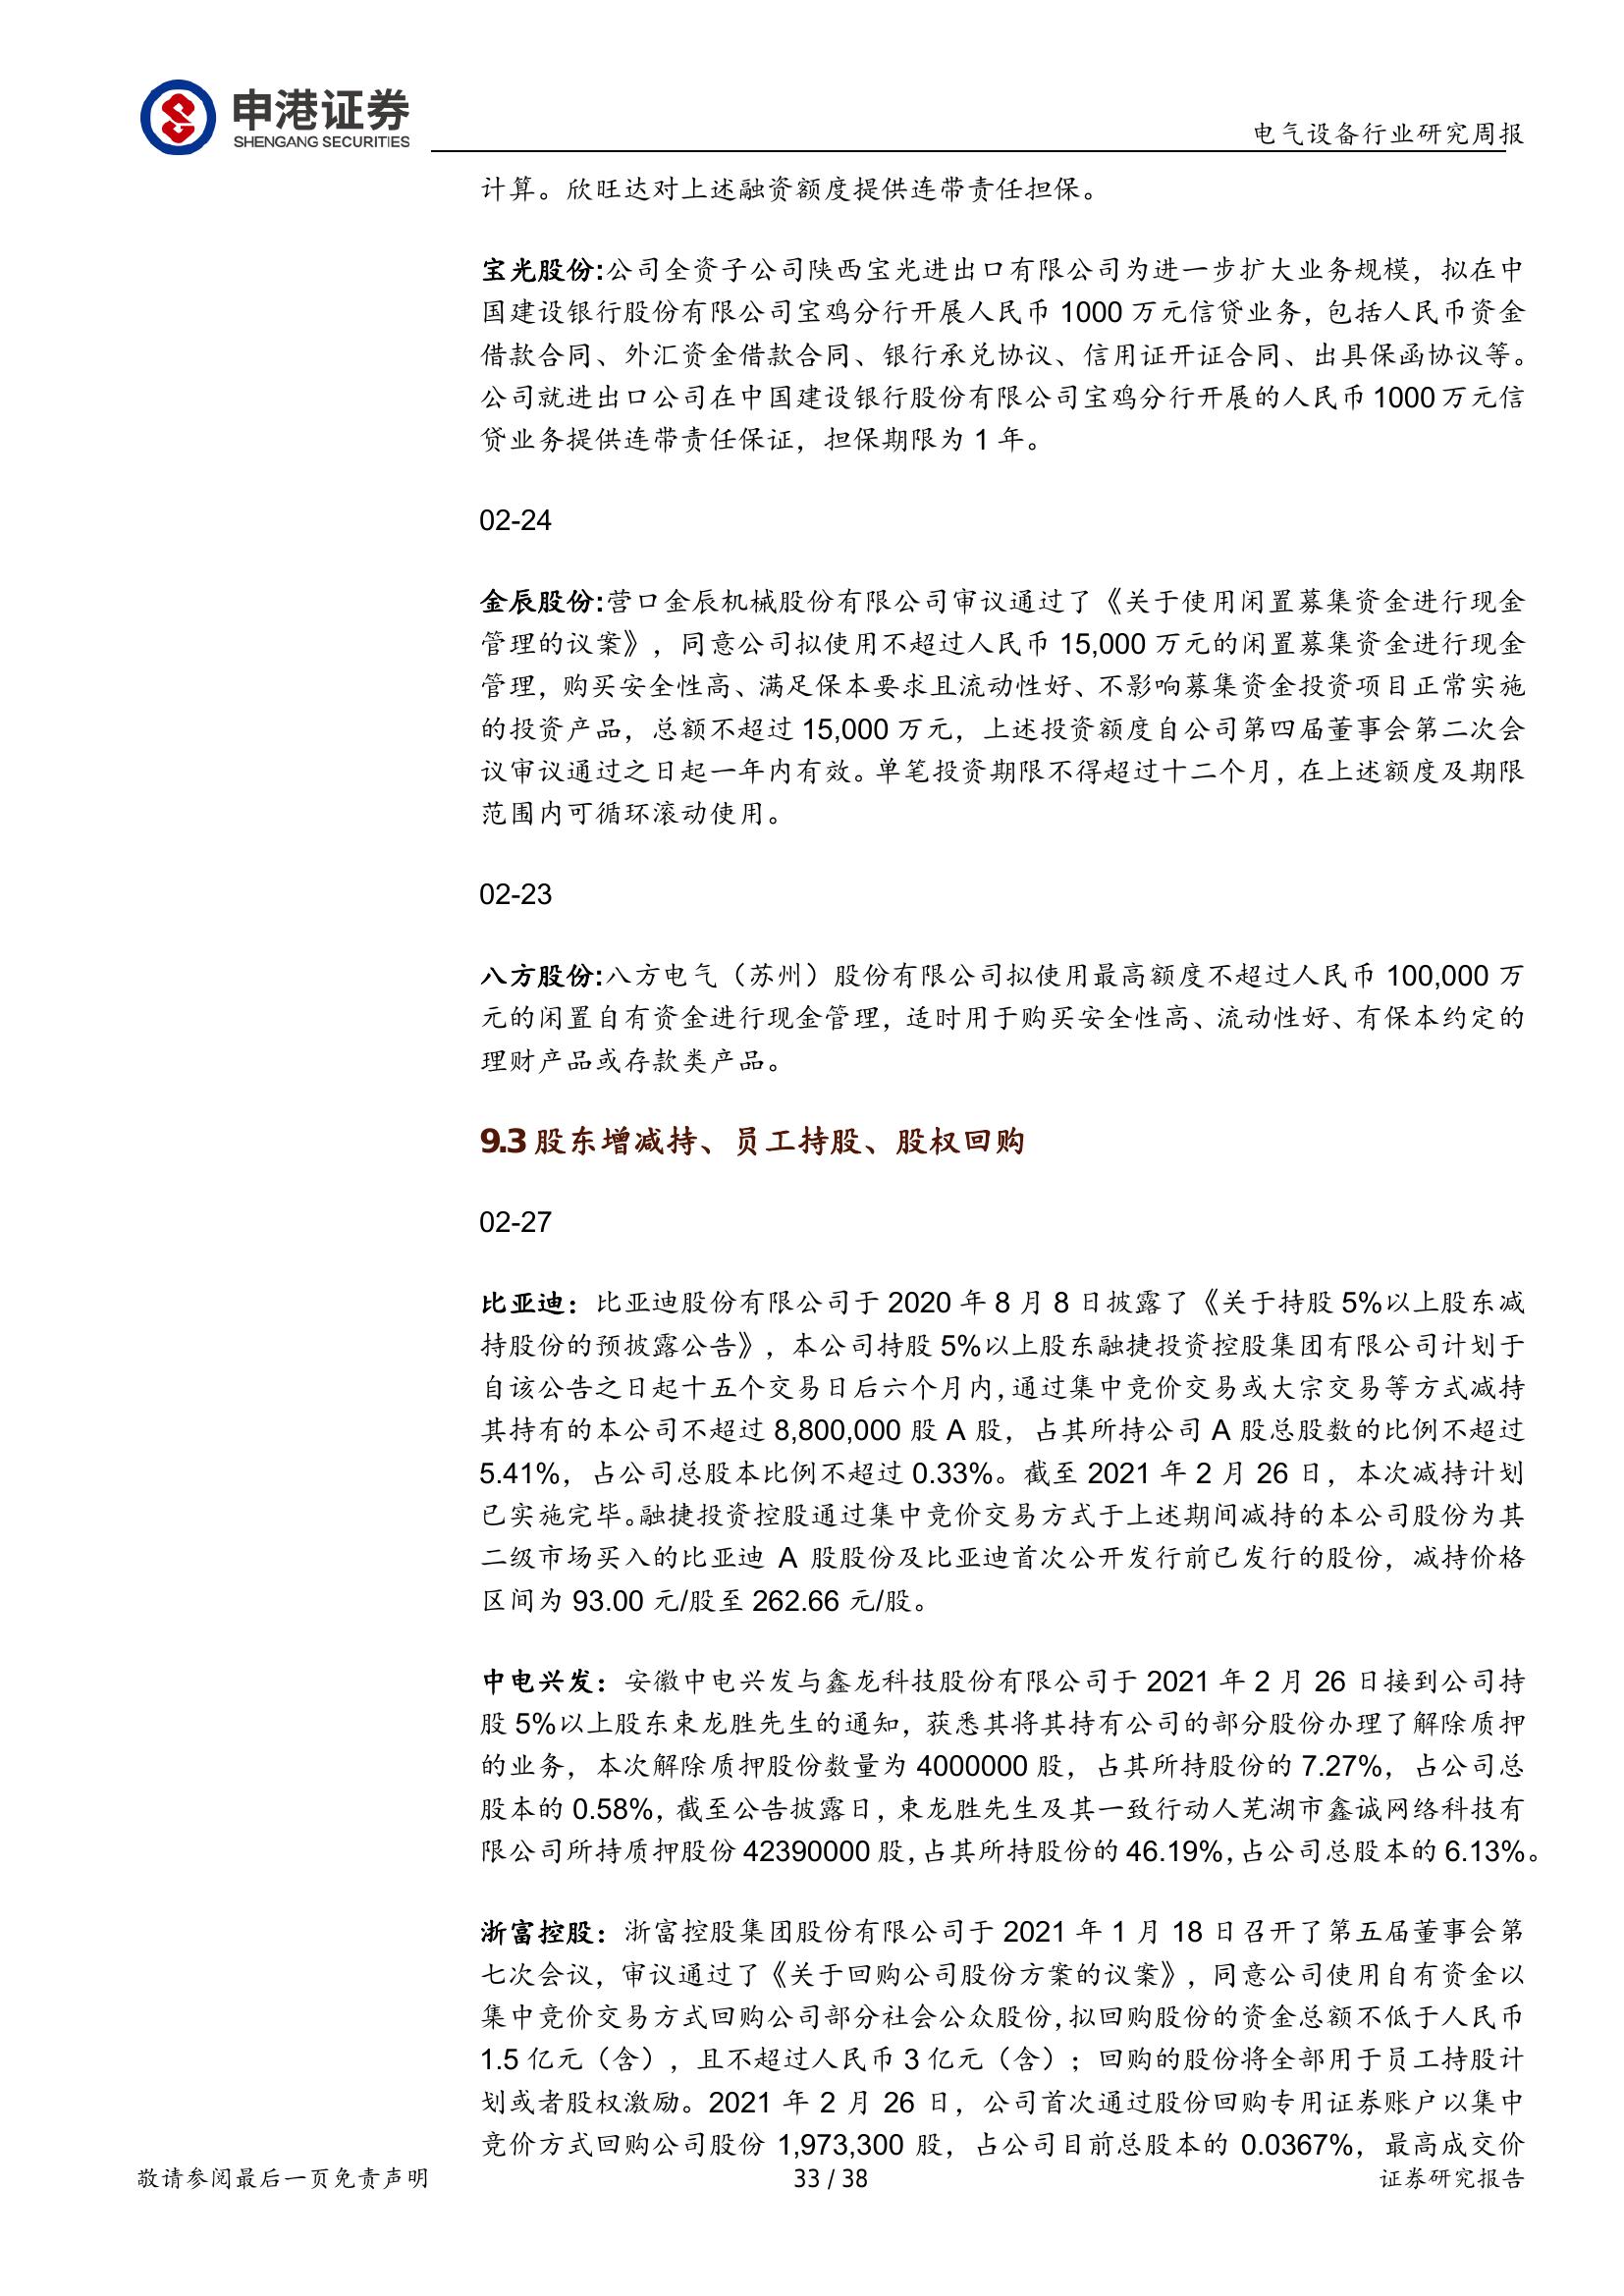 申港证券
SHENGANG SECURITIES
电气设备行业研究周报
计算。欣旺达对上述融资额度提供连带责任担保。
宝光股份:公司全资子公司陕西宝光进出口有限公司为进一步扩大业务规模，拟在中
国建设银行股份有限公司宝鸡分行开展人民币 1000 万元信贷业务，包括人民币资金
借款合同、外汇资金借款合同、银行承兑协议、信用证开证合同、出具保函协议等。
公司就进出口公司在中国建设银行股份有限公司宝鸡分行开展的人民币 1000 万元信
贷业务提供连带责任保证，担保期限为 1 年。
02-24
金辰股份:营口金辰机械股份有限公司审议通过了《关于使用闲置募集资金进行现金
管理的议案》，同意公司拟使用不超过人民币 15,000 万元的闲置募集资金进行现金
管理，购买安全性高、满足保本要求且流动性好、不影响募集资金投资项目正常实施
的投资产品，总额不超过 15,000 万元，上述投资额度自公司第四届董事会第二次会
议审议通过之日起一年内有效。单笔投资期限不得超过十二个月，在上述额度及期限
范围内可循环滚动使用。
02-23
八方股份:八方电气（苏州）股份有限公司拟使用最高额度不超过人民币 100,000 万
元的闲置自有资金进行现金管理，适时用于购买安全性高、流动性好、有保本约定的
理财产品或存款类产品。
9.3 股东增减持、员工持股、股权回购
02-27
比亚迪：比亚迪股份有限公司于 2020 年 8 月 8 日披露了《关于持股 5%以上股东减
持股份的预披露公告》，本公司持股 5%以上股东融捷投资控股集团有限公司计划于
自该公告之日起十五个交易日后六个月内，通过集中竞价交易或大宗交易等方式减持
其持有的本公司不超过 8,800,000 股 A 股，占其所持公司 A 股总股数的比例不超过
5.41%，占公司总股本比例不超过 0.33%。截至 2021 年 2 月 26 日，本次减持计划
已实施完毕。融捷投资控股通过集中竞价交易方式于上述期间减持的本公司股份为其
二级市场买入的比亚迪 A 股股份及比亚迪首次公开发行前已发行的股份，减持价格
区间为 93.00 元/股至 262.66 元/股。
中电兴发：安徽中电兴发与鑫龙科技股份有限公司于 2021 年 2 月 26 日接到公司持
股 5%以上股东束龙胜先生的通知，获悉其将其持有公司的部分股份办理了解除质押
的业务，本次解除质押股份数量为 4000000 股，占其所持股份的 7.27%，占公司总
股本的 0.58%，截至公告披露日，束龙胜先生及其一致行动人芜湖市鑫诚网络科技有
限公司所持质押股份 42390000 股，占其所持股份的 46.19%，占公司总股本的 6.13%。
浙富控股：浙富控股集团股份有限公司于 2021 年 1 月 18 日召开了第五届董事会第
七次会议，审议通过了《关于回购公司股份方案的议案》，同意公司使用自有资金以
集中竞价交易方式回购公司部分社会公众股份，拟回购股份的资金总额不低于人民币
1.5 亿元（含），且不超过人民币 3 亿元（含）；回购的股份将全部用于员工持股计
划或者股权激励。2021 年 2 月 26 日，公司首次通过股份回购专用证券账户以集中
竞价方式回购公司股份 1,973,300 股，占公司目前总股本的 0.0367%，最高成交价
敬请参阅最后一页免责声明
33 / 38
证券研究报告